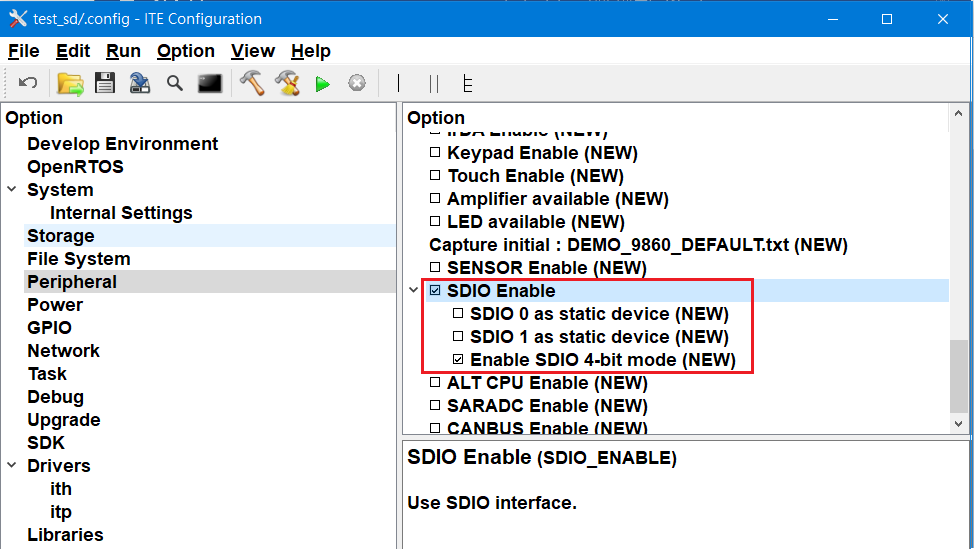 test_sd/.config - ITE Configuration
File Edit Run Option View Help
Option
Develop Environment
OpenRTOS
System
Internal Settings
Storage
File System
Peripheral
Power
GPIO
Network
Task
Debug
Upgrade
SDK
Drivers
ith
itp
Libraries
Option
IrDA Enable (NEW)
Keypad Enable (NEW)
Touch Enable (NEW)
Amplifier available (NEW)
LED available (NEW)
Capture initial : DEMO_9860_DEFAULT.txt (NEW)
SENSOR Enable (NEW)
SDIO Enable
SDIO 0 as static device (NEW)
SDIO 1 as static device (NEW)
Enable SDIO 4-bit mode (NEW)
ALT CPU Enable (NEW)
SARADC Enable (NEW)
CANBUS Enable (NEW)
SDIO Enable (SDIO_ENABLE)
Use SDIO interface.